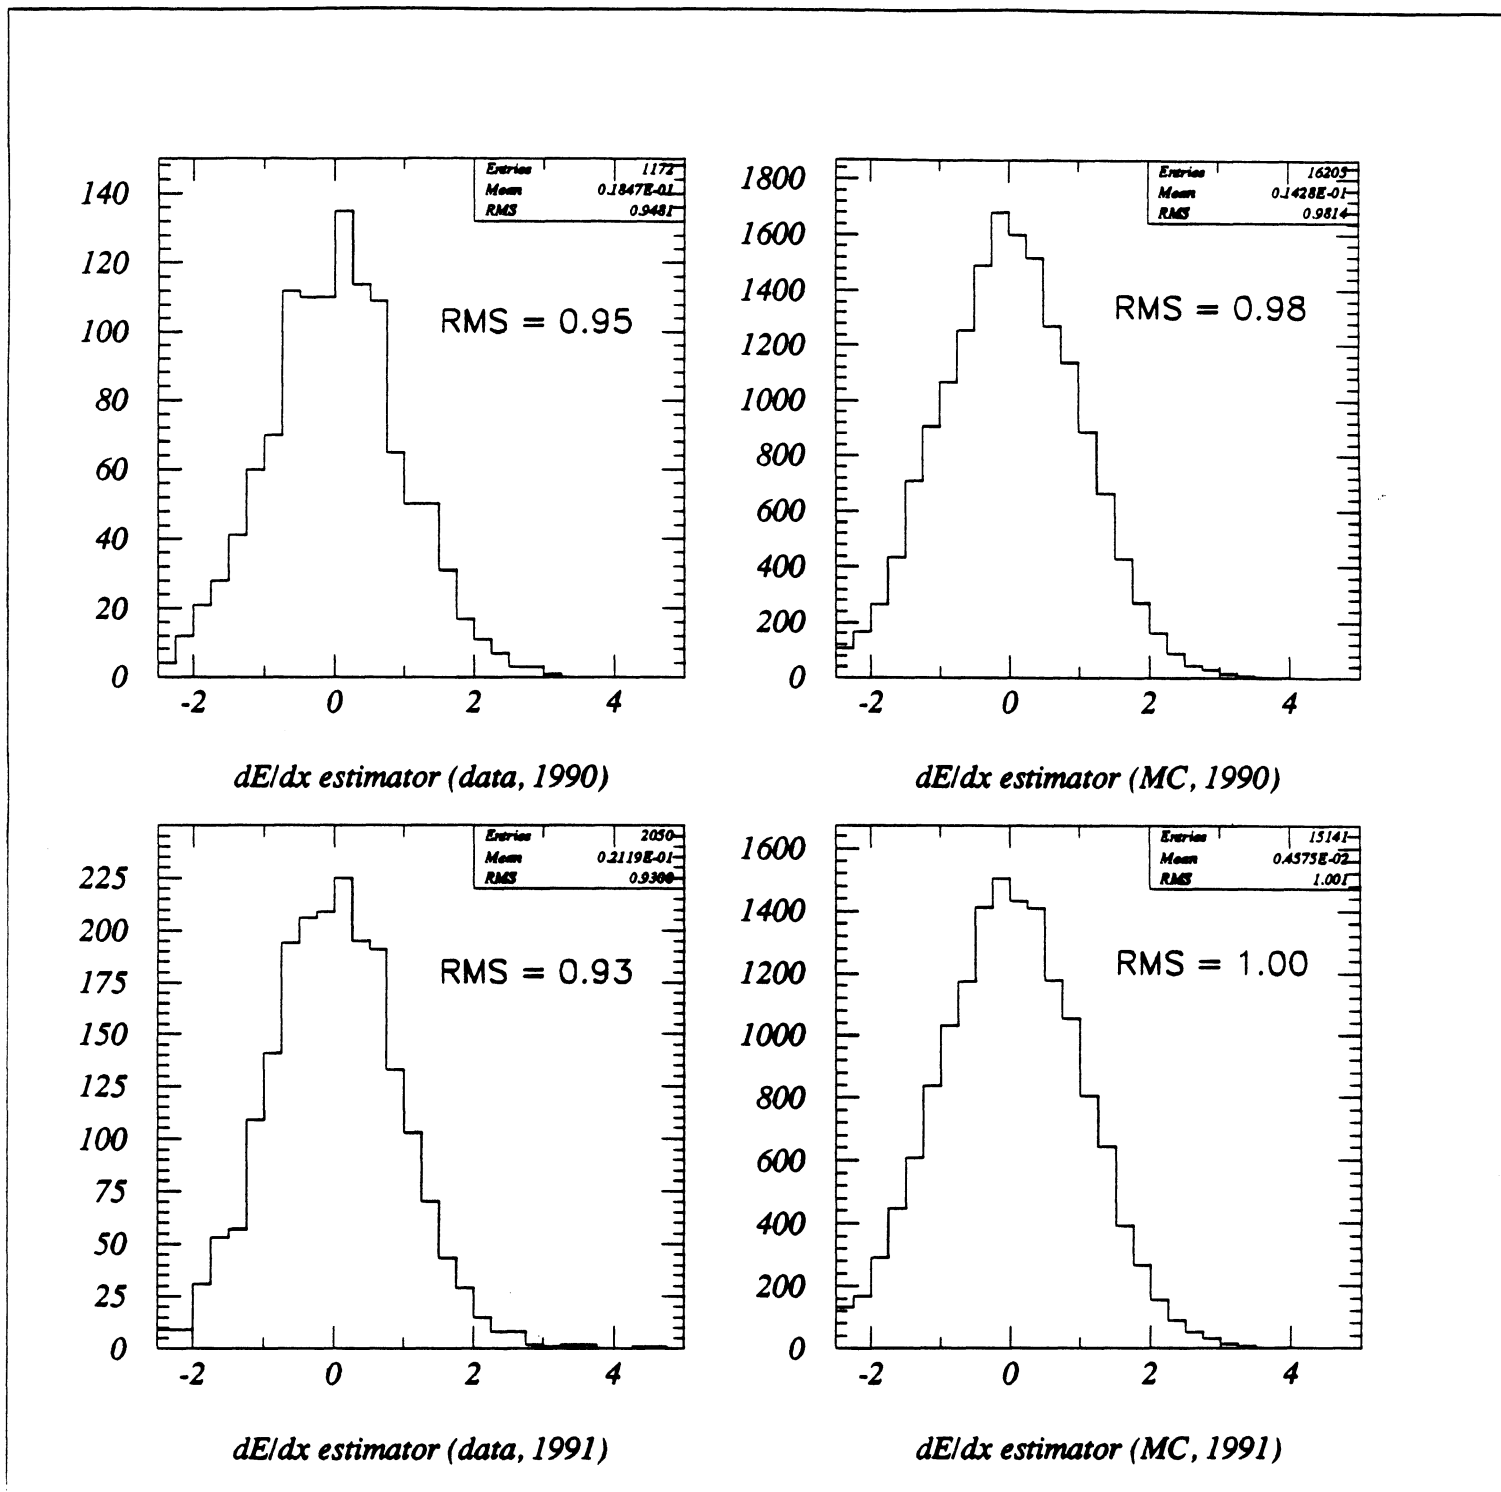 Entries 1172
Mean 0.1847E-01
RMS 0.9481
RMS = 0.95
140
120
100
80
60
40
20
0
-2 0 2 4
dE/dx estimator (data, 1990)
Entries 16203
Mean 0.1428E-01
RMS 0.9814
RMS = 0.98
1800
1600
1400
1200
1000
800
600
400
200
0
-2 0 2 4
dE/dx estimator (MC, 1990)
Entries 2050
Mean 0.2119E-01
RMS
RMS = 0.93
225
200
175
150
125
100
75
50
25
0
-2 0 2 4
dE/dx estimator (data, 1991)
Entries 15141
Mean 0.4575E-02
RMS 1.001
RMS = 1.00
1600
1400
1200
1000
800
600
400
200
0
-2 0 2 4
dE/dx estimator (MC, 1991)